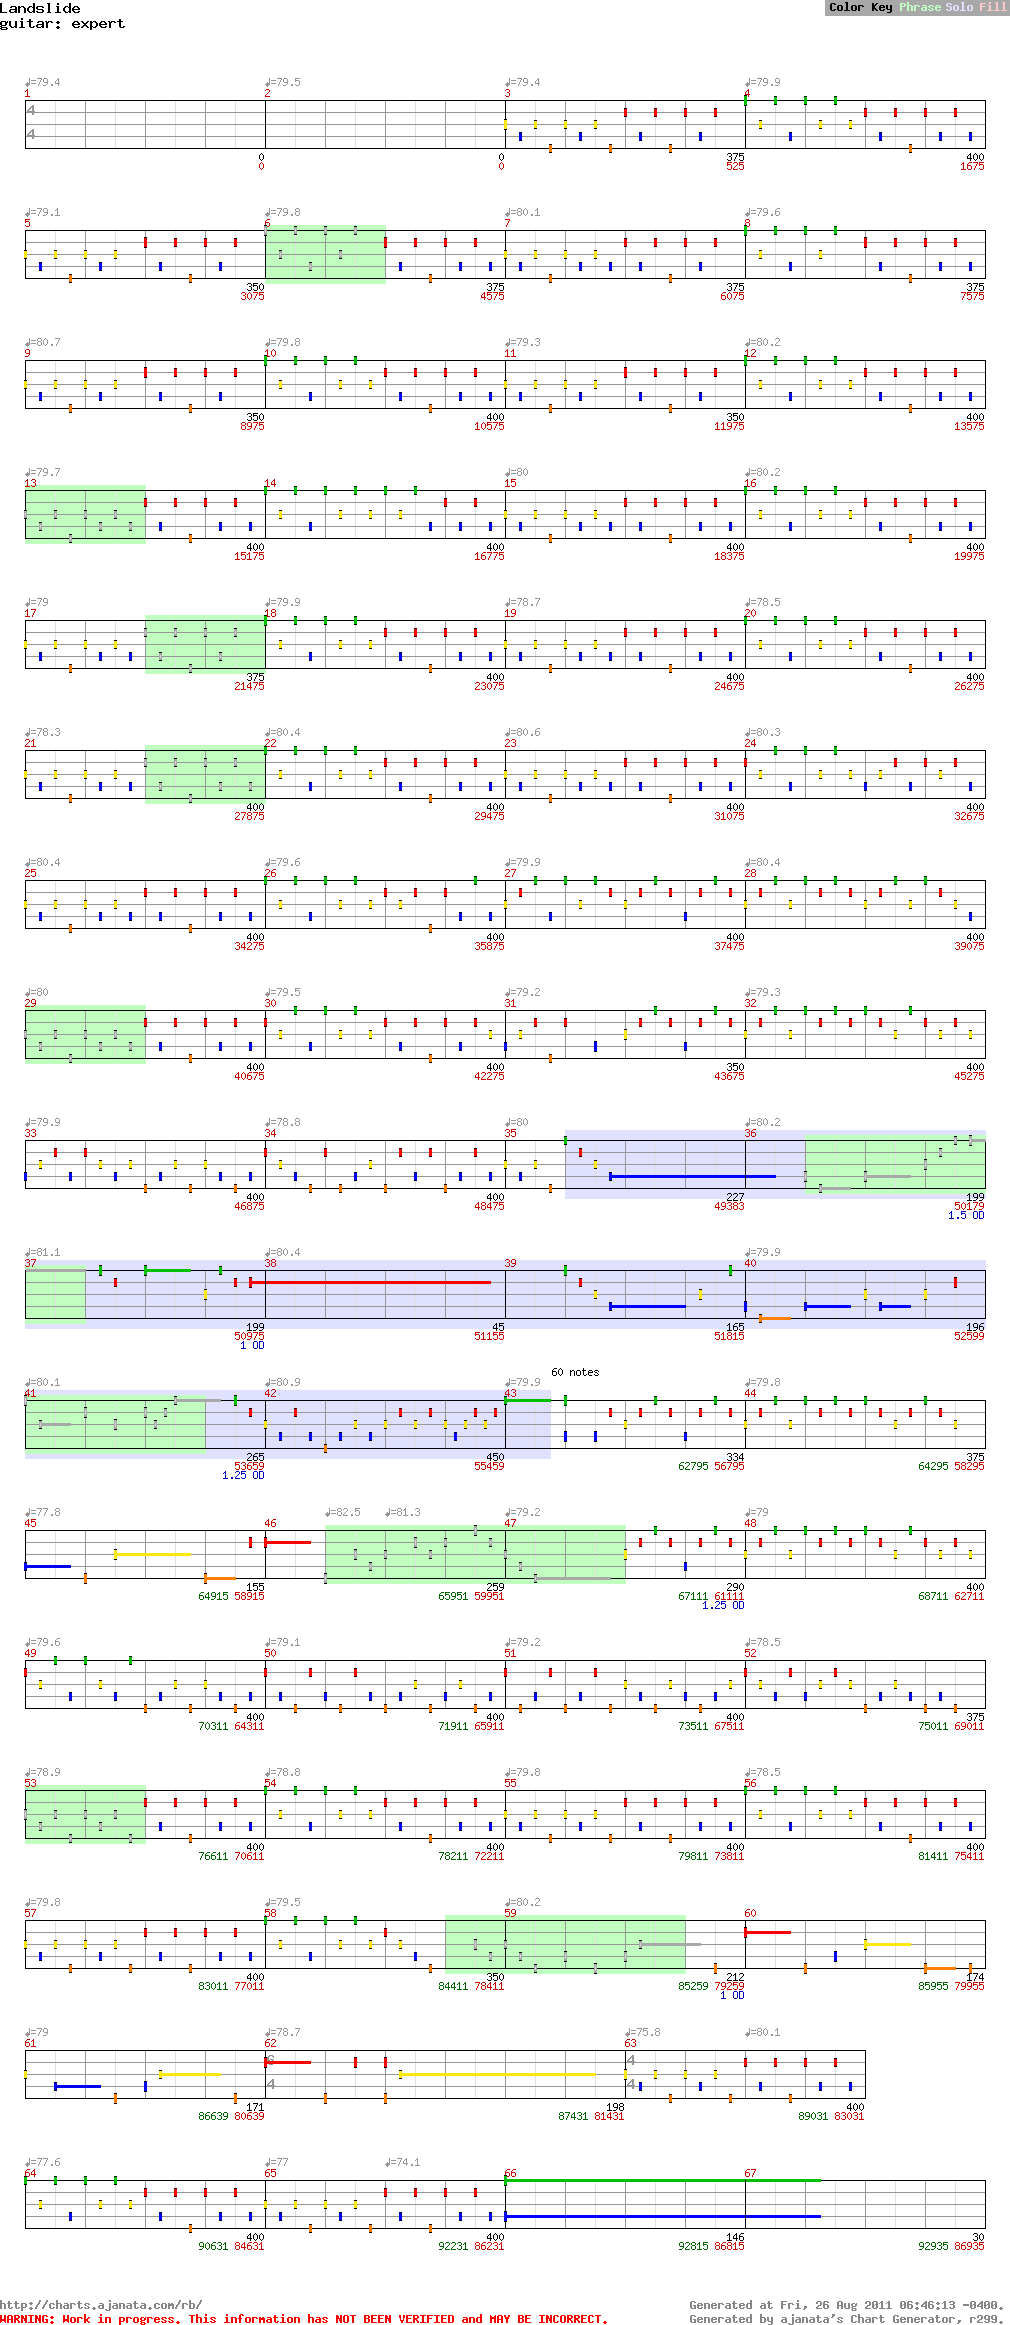 Landslide
Color Key Phrase Solo Fill
guitar: expert
♩=79.4 ♩=79.5 ♩=79.4 ♩=79.9
1 2 3 4
4
4
0 0 375 400
0 0 525 1675
♩=79.1 ♩=79.8 ♩=80.1 ♩=79.6
5 6 7 8
350 375 375 375
3075 4575 6075 7575
♩=80.7 ♩=79.8 ♩=79.3 ♩=80.2
9 10 11 12
350 400 350 400
8975 10575 11975 13575
♩=79.7 ♩=80 ♩=80.2
13 14 15 16
400 400 400 400
15175 16775 18375 19975
♩=79 ♩=79.9 ♩=78.7 ♩=78.5
17 18 19 20
375 400 400 400
21475 23075 24675 26275
♩=78.3 ♩=80.4 ♩=80.6 ♩=80.3
21 22 23 24
400 400 400 400
27875 29475 31075 32675
♩=80.4 ♩=79.6 ♩=79.9 ♩=80.4
25 26 27 28
400 400 400 400
34275 35875 37475 39075
♩=80 ♩=79.5 ♩=79.2 ♩=79.3
29 30 31 32
400 400 350 400
40675 42275 43675 45275
♩=79.9 ♩=78.8 ♩=80 ♩=80.2
33 34 35 36
400 400 227 199
46875 48475 49383 50179
1.5 OD
♩=81.1 ♩=80.4 ♩=79.9
37 38 39 40
199 45 165 196
50975 51155 51815 52599
1 OD
60 notes
♩=80.1 ♩=80.9 ♩=79.9 ♩=79.8
41 42 43 44
265 450 334 375
53659 55459 62795 56795 64295 58295
1.25 OD
♩=77.8 ♩=82.5 ♩=81.3 ♩=79.2 ♩=79
45 46 47 48
155 259 290 400
64915 58915 65951 59951 67111 61111 68711 62711
1.25 OD
♩=79.6 ♩=79.1 ♩=79.2 ♩=78.5
49 50 51 52
400 400 400 375
70311 64311 71911 65911 73511 67511 75011 69011
♩=78.9 ♩=78.8 ♩=79.8 ♩=78.5
53 54 55 56
400 400 400 400
76611 70611 78211 72211 79811 73811 81411 75411
♩=79.8 ♩=79.5 ♩=80.2
57 58 59 60
400 350 212 174
83011 77011 84411 78411 85259 79259 85955 79955
1 OD
♩=79 ♩=78.7 ♩=75.8 ♩=80.1
61 62 63
6 4
4 4
171 198 400
86639 80639 87431 81431 89031 83031
♩=77.6 ♩=77 ♩=74.1
64 65 66 67
400 400 146 30
90631 84631 92231 86231 92815 86815 92935 86935
http://charts.ajanata.com/rb/
Generated at Fri, 26 Aug 2011 06:46:13 -0400.
WARNING: Work in progress. This information has NOT BEEN VERIFIED and MAY BE INCORRECT.
Generated by ajanata's Chart Generator, r299.